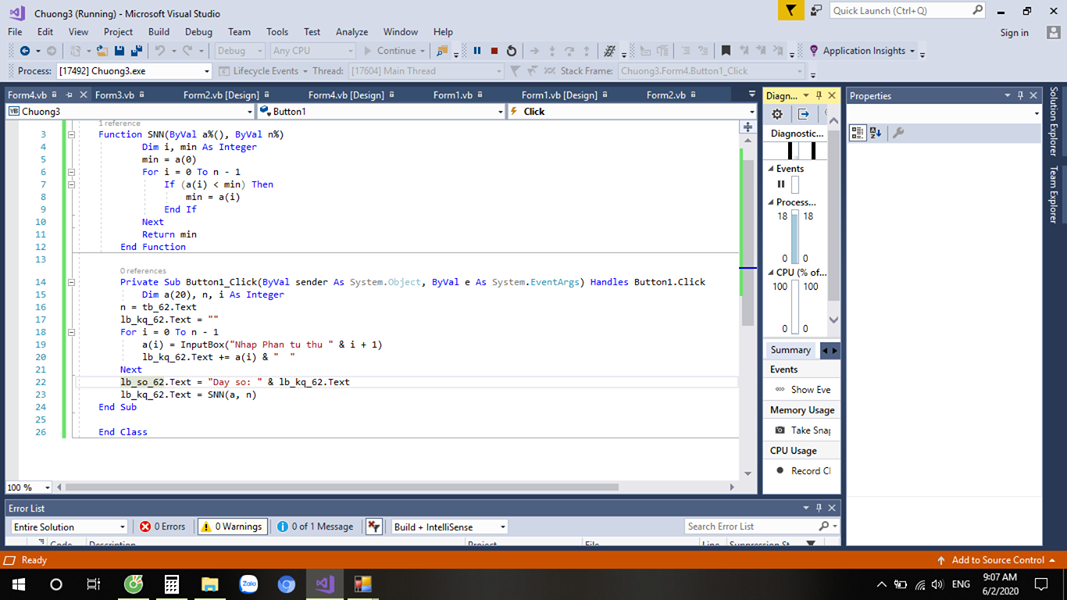 Chuong3 (Running) - Microsoft Visual Studio
Quick Launch (Ctrl+Q)
File Edit View Project Build Debug Team Tools Test Analyze Window Help
Sign in
Debug Any CPU Continue Application Insights
Process: [17492] Chuong3.exe Lifecycle Events Thread: [17604] Main Thread Stack Frame: Chuong3.Form4.Button1_Click
Form4.vb Form3.vb Form2.vb [Design] Form4.vb [Design] Form1.vb Form1.vb [Design] Form2.vb
Chuong3 Button1 Click
1 reference
3 Function SNN(ByVal a%(), ByVal n%)
4 Dim i, min As Integer
5 min = a(0)
6 For i = 0 To n - 1
7 If (a(i) < min) Then
8 min = a(i)
9 End If
10 Next
11 Return min
12 End Function
13
0 references
14 Private Sub Button1_Click(ByVal sender As System.Object, ByVal e As System.EventArgs) Handles Button1.Click
15 Dim a(20), n, i As Integer
16 n = tb_62.Text
17 lb_kq_62.Text = ""
18 For i = 0 To n - 1
19 a(i) = InputBox("Nhap Phan tu thu " & i + 1)
20 lb_kq_62.Text += a(i) & "  "
21 Next
22 lb_so_62.Text = "Day so: " & lb_kq_62.Text
23 lb_kq_62.Text = SNN(a, n)
24 End Sub
25
26 End Class
100 %
Diagn...
Diagnostic...
Events
Process...
18 18
0 0
CPU (% of...
100 100
0 0
Summary
Events
Show Eve
Memory Usage
Take Snap
CPU Usage
Record Cl
Properties
Solution Explorer
Team Explorer
Error List
Entire Solution 0 Errors 0 Warnings 0 of 1 Message Build + IntelliSense Search Error List
Code Description Project File Line Suppression St
Ready
Add to Source Control
Zalo
ENG
9:07 AM
6/2/2020